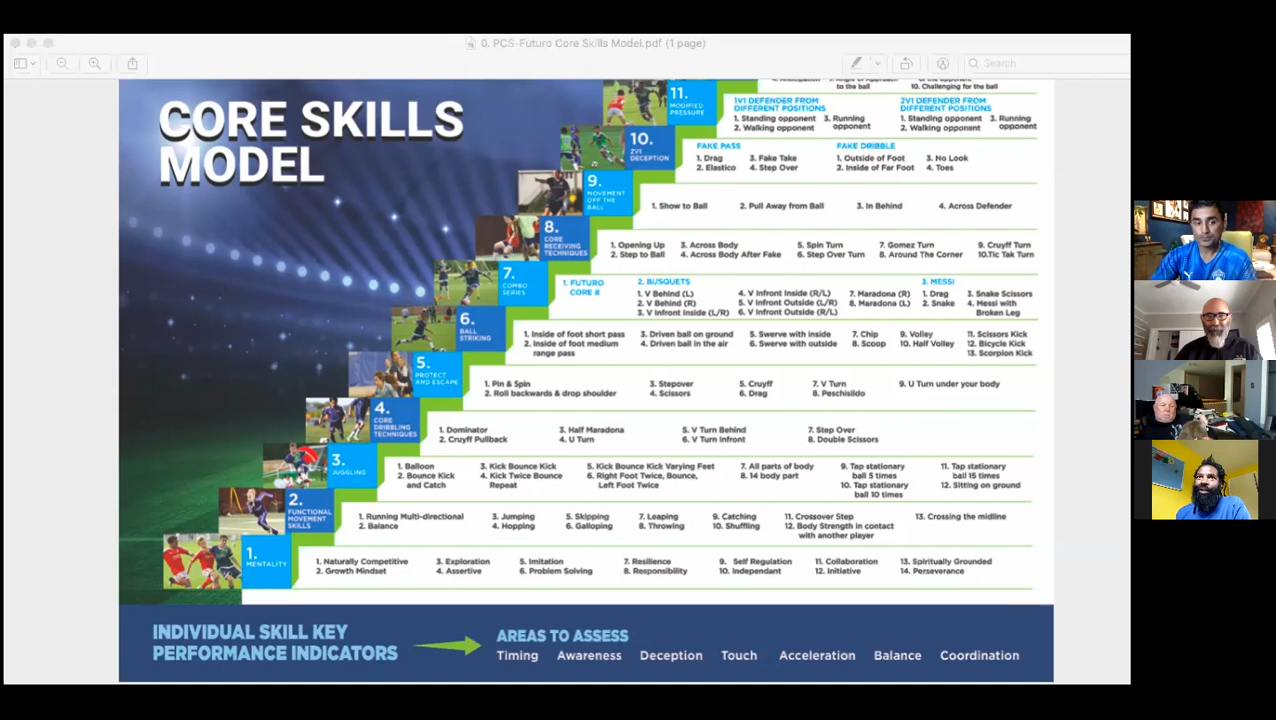 0. PCS-Futuro Core Skills Model.pdf (1 page)
Search
CORE SKILLS
MODEL
to the ball
10. Challenging for the ball
11.
MODIFIED
PRESSURE
1V1 DEFENDER FROM
DIFFERENT POSITIONS
1. Standing opponent 3. Running
2. Walking opponent opponent
2V1 DEFENDER FROM
DIFFERENT POSITIONS
1. Standing opponent 3. Running
2. Walking opponent opponent
10.
2V1
DECEPTION
FAKE PASS
1. Drag 3. Fake Take
2. Elastico 4. Step Over
FAKE DRIBBLE
1. Outside of Foot 3. No Look
2. Inside of Far Foot 4. Toes
9.
MOVEMENT
OFF THE
BALL
1. Show to Ball 2. Pull Away from Ball 3. In Behind 4. Across Defender
8.
CORE
RECEIVING
TECHNIQUES
1. Opening Up 3. Across Body 5. Spin Turn 7. Gomez Turn 9. Cruyff Turn
2. Step to Ball 4. Across Body After Fake 6. Step Over Turn 8. Around The Corner 10.Tic Tak Turn
7.
COMBO
SERIES
1. FUTURO
CORE 8
2. BUSQUETS
1. V Behind (L) 4. V Infront Inside (R/L) 7. Maradona (R)
2. V Behind (R) 5. V Infront Outside (L/R) 8. Maradona (L)
3. V Infront Inside (L/R) 6. V Infront Outside (R/L)
3. MESSI
1. Drag 3. Snake Scissors
2. Snake 4. Messi with
Broken Leg
6.
BALL
STRIKING
1. Inside of foot short pass 3. Driven ball on ground 5. Swerve with inside 7. Chip 9. Volley 11. Scissors Kick
2. Inside of foot medium 4. Driven ball in the air 6. Swerve with outside 8. Scoop 10. Half Volley 12. Bicycle Kick
range pass 13. Scorpion Kick
5.
PROTECT
AND ESCAPE
1. Pin & Spin 3. Stepover 5. Cruyff 7. V Turn 9. U Turn under your body
2. Roll backwards & drop shoulder 4. Scissors 6. Drag 8. Peschisildo
4.
CORE
DRIBBLING
TECHNIQUES
1. Dominator 3. Half Maradona 5. V Turn Behind 7. Step Over
2. Cruyff Pullback 4. U Turn 6. V Turn Infront 8. Double Scissors
3.
JUGGLING
1. Balloon 3. Kick Bounce Kick 5. Kick Bounce Kick Varying Feet 7. All parts of body 9. Tap stationary 11. Tap stationary
2. Bounce Kick 4. Kick Twice Bounce 6. Right Foot Twice, Bounce, 8. 14 body part ball 5 times ball 15 times
and Catch Repeat Left Foot Twice 10. Tap stationary 12. Sitting on ground
ball 10 times
2.
FUNCTIONAL
MOVEMENT
SKILLS
1. Running Multi-directional 3. Jumping 5. Skipping 7. Leaping 9. Catching 11. Crossover Step 13. Crossing the midline
2. Balance 4. Hopping 6. Galloping 8. Throwing 10. Shuffling 12. Body Strength in contact
with another player
1.
MENTALITY
1. Naturally Competitive 3. Exploration 5. Imitation 7. Resilience 9. Self Regulation 11. Collaboration 13. Spiritually Grounded
2. Growth Mindset 4. Assertive 6. Problem Solving 8. Responsibility 10. Independant 12. Initiative 14. Perseverance
INDIVIDUAL SKILL KEY
PERFORMANCE INDICATORS
AREAS TO ASSESS
Timing Awareness Deception Touch Acceleration Balance Coordination